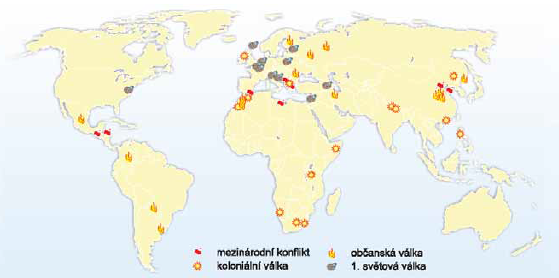 mezinárodní konflikt
koloniální válka
občanská válka
1. světová válka